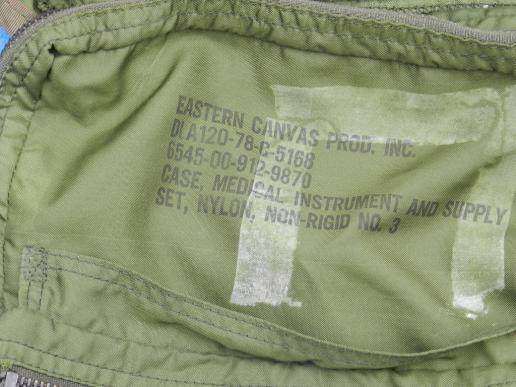 EASTERN CANVAS PROD. INC.
DLA120-78-C-5168
6545-00-912-9870
CASE, MEDICAL INSTRUMENT AND SUPPLY
SET, NYLON, NON-RIGID NO. 3